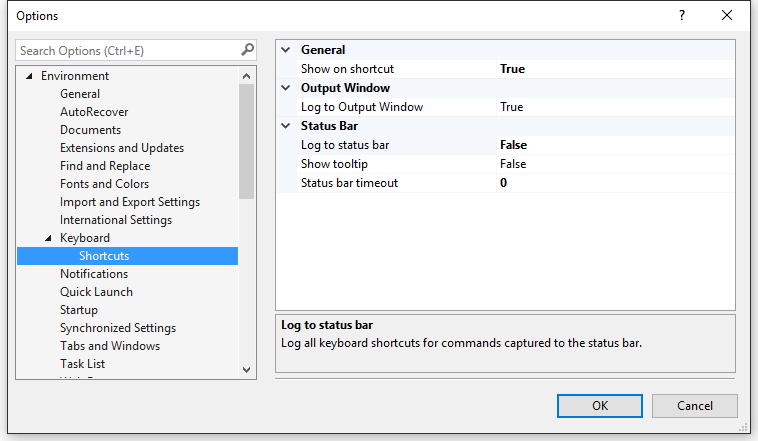 Options
?
Search Options (Ctrl+E)
Environment
General
AutoRecover
Documents
Extensions and Updates
Find and Replace
Fonts and Colors
Import and Export Settings
International Settings
Keyboard
Shortcuts
Notifications
Quick Launch
Startup
Synchronized Settings
Tabs and Windows
Task List
General
Show on shortcut True
Output Window
Log to Output Window True
Status Bar
Log to status bar False
Show tooltip False
Status bar timeout 0
Log to status bar
Log all keyboard shortcuts for commands captured to the status bar.
OK Cancel